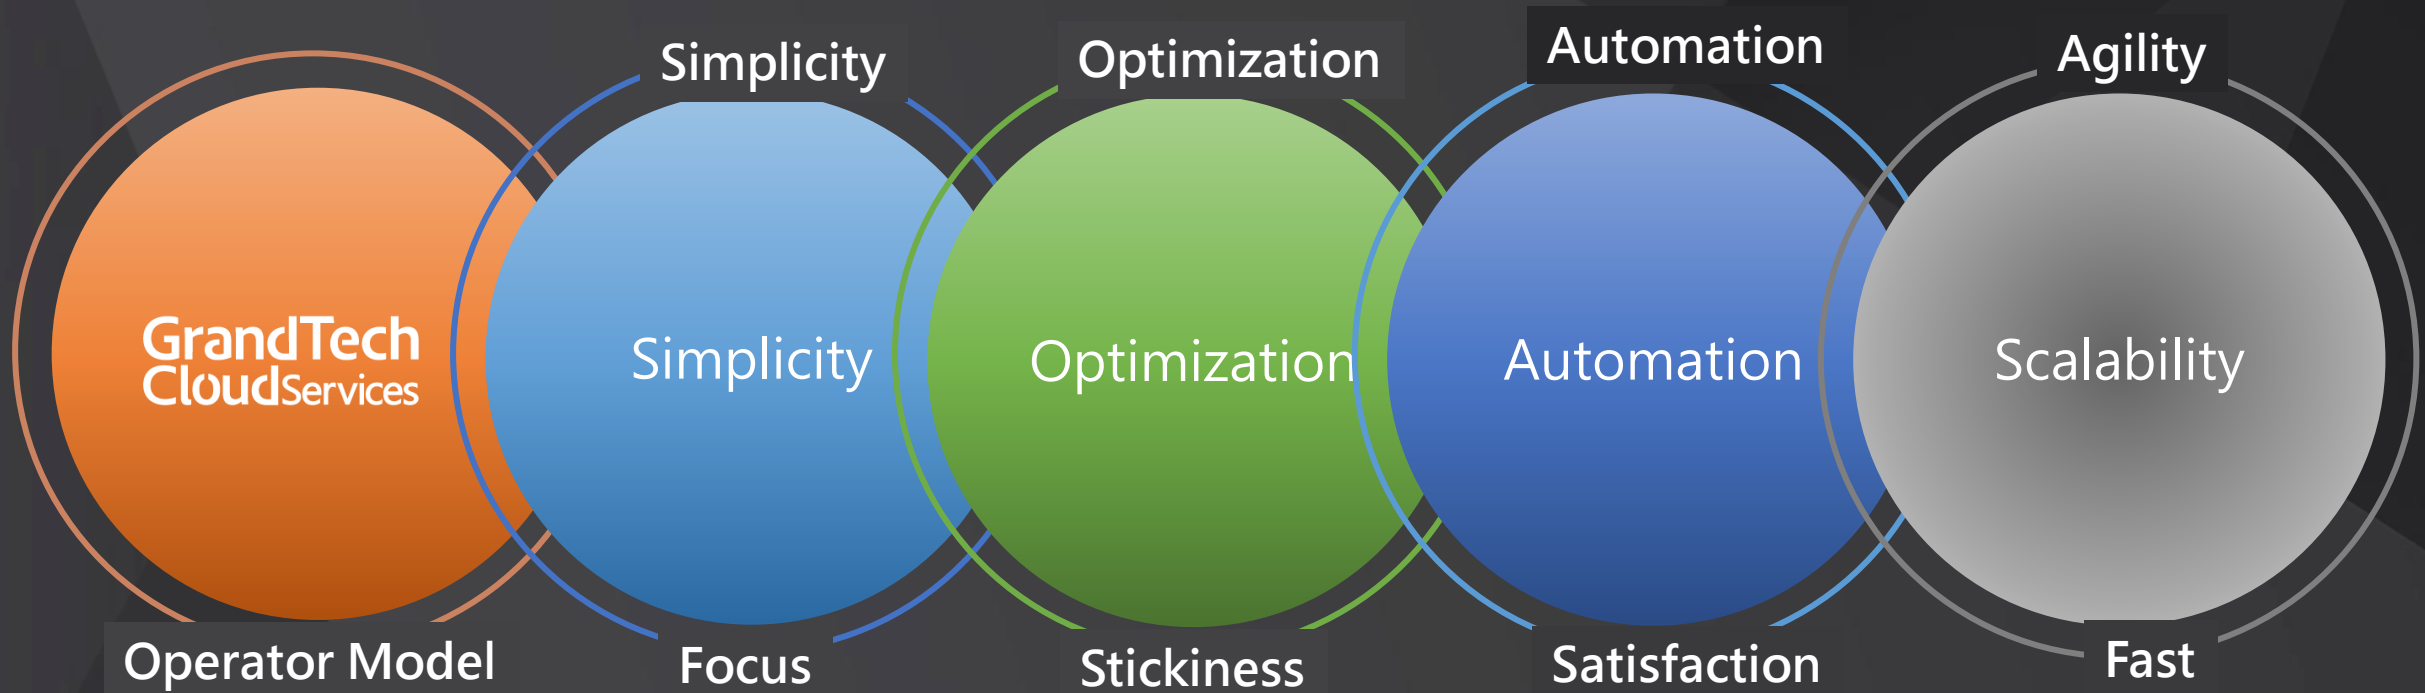 Simplicity
Optimization
Automation
Agility
GrandTech
CloudServices
Simplicity
Optimization
Automation
Scalability
Operator Model
Focus
Stickiness
Satisfaction
Fast